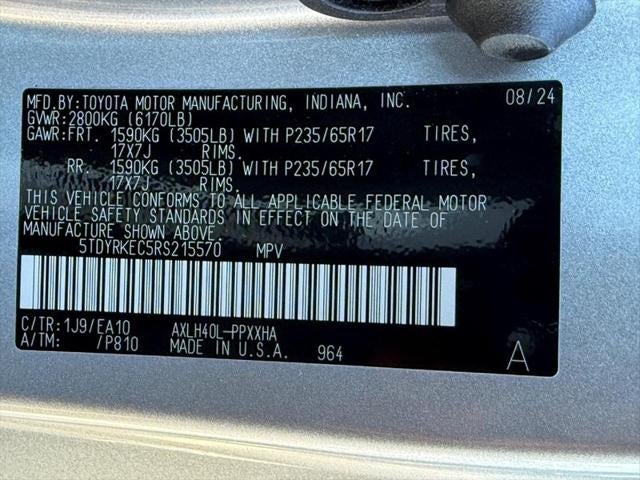 MFD.BY:TOYOTA MOTOR MANUFACTURING, INDIANA, INC. 08/24
GVWR:2800KG (6170LB)
GAWR:FRT. 1590KG (3505LB) WITH P235/65R17 TIRES,
17X7J RIMS.
RR. 1590KG (3505LB) WITH P235/65R17 TIRES,
17X7J RIMS.
THIS VEHICLE CONFORMS TO ALL APPLICABLE FEDERAL MOTOR
VEHICLE SAFETY STANDARDS IN EFFECT ON THE DATE OF
MANUFACTURE SHOWN ABOVE.
5TDYRKEC5RS215570 MPV
C/TR:1J9/EA10 AXLH40L-PPXXHA
A/TM: /P810 MADE IN U.S.A. 964 A